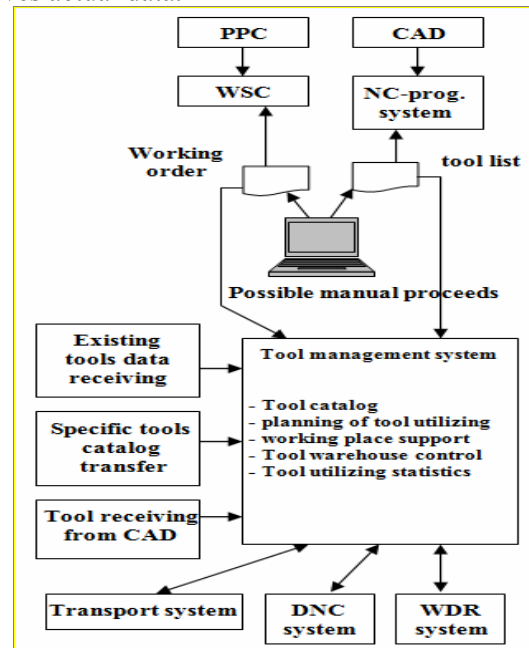 PPC
CAD
WSC
NC-prog.
system
Working
order
tool list
Possible manual proceeds
Existing
tools data
receiving
Specific tools
catalog
transfer
Tool receiving
from CAD
Tool management system
- Tool catalog
- planning of tool utilizing
- working place support
- Tool warehouse control
- Tool utilizing statistics
Transport system
DNC
system
WDR
system